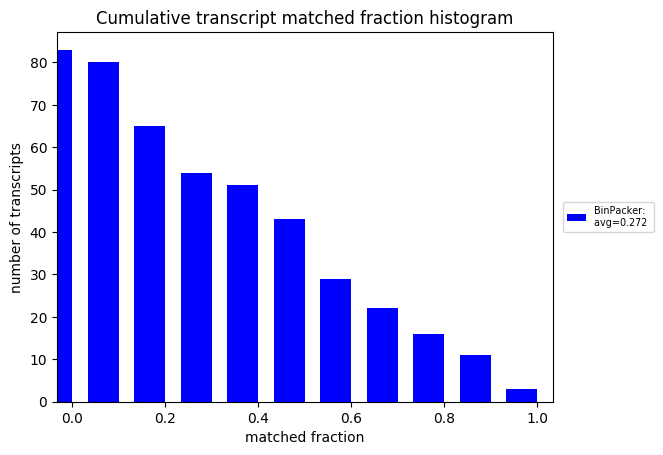 Cumulative transcript matched fraction histogram
number of transcripts
80
70
60
50
40
30
20
10
0
0.0 0.2 0.4 0.6 0.8 1.0
matched fraction
BinPacker:
avg=0.272